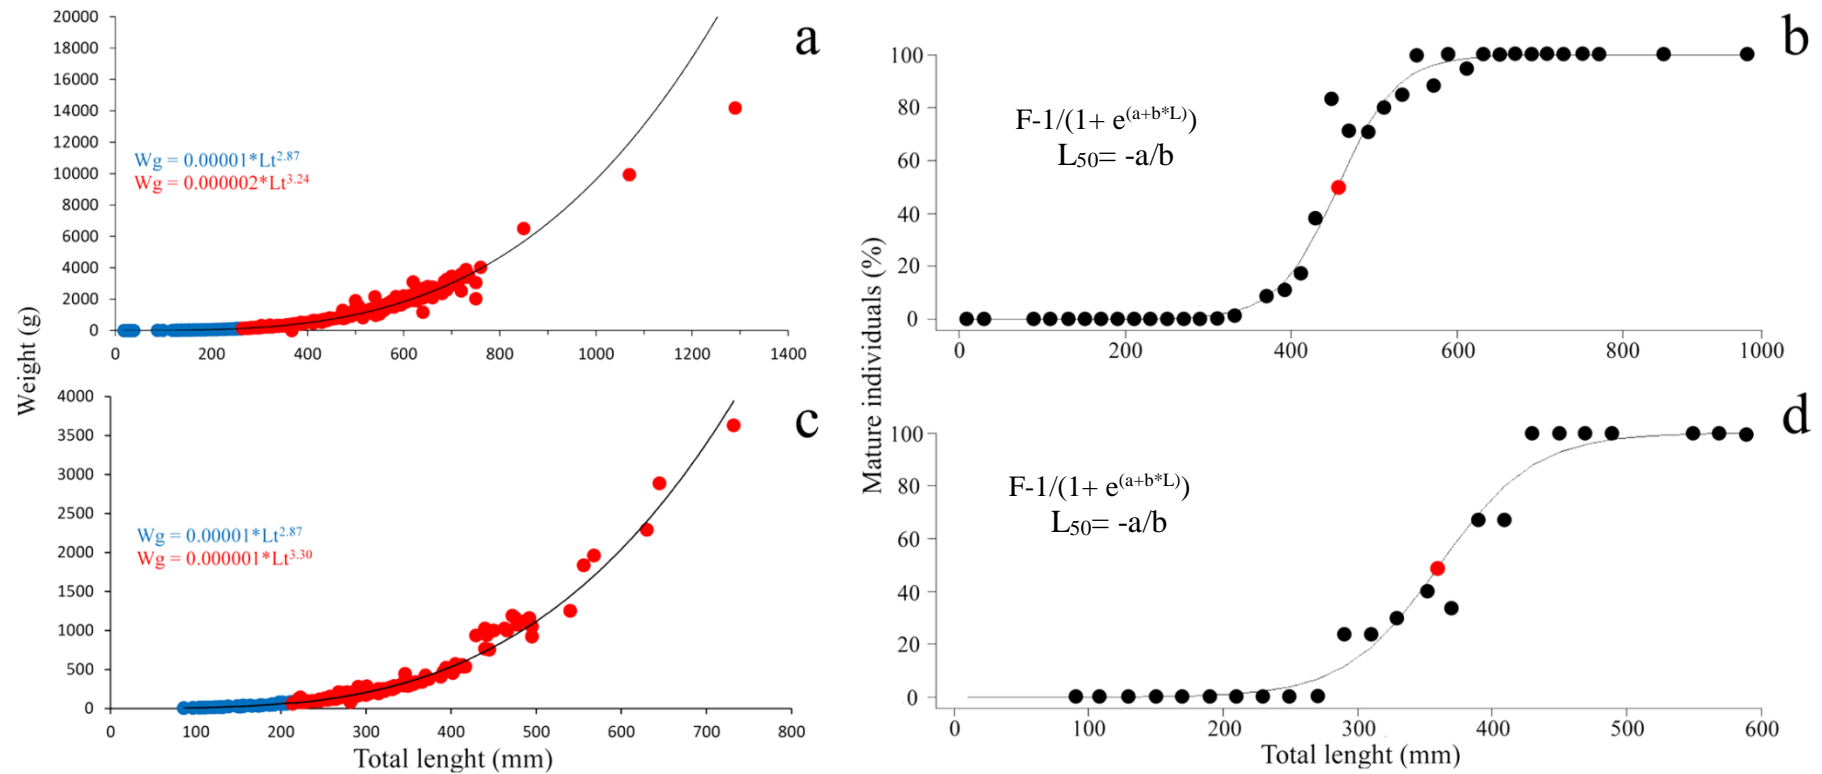 a
20000
18000
16000
14000
12000
10000
8000
6000
4000
2000
0
0 200 400 600 800 1000 1200 1400
Wg = 0.00001*Lt2.87
Wg = 0.000002*Lt3.24
b
100
80
60
40
20
0
0 200 400 600 800 1000
F-1/(1+ e(a+b*L))
L50= -a/b
Weight (g)
Mature individuals (%)
c
4000
3500
3000
2500
2000
1500
1000
500
0
0 100 200 300 400 500 600 700 800
Wg = 0.00001*Lt2.87
Wg = 0.000001*Lt3.30
Total lenght (mm)
d
100
80
60
40
20
0
0 100 200 300 400 500 600
F-1/(1+ e(a+b*L))
L50= -a/b
Total lenght (mm)